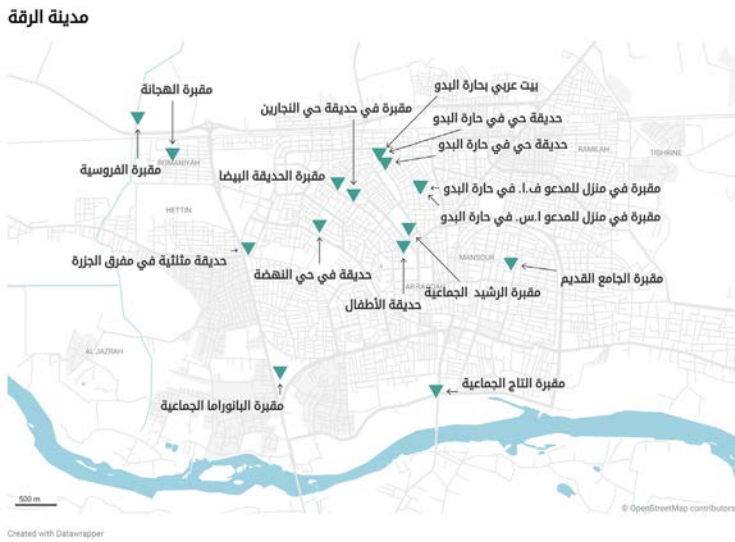 مدينة الرقة
بيت عربي بحارة البدو
مقبرة الهجانة
مقبرة في حديقة حي النجارين
حديقة حي في حارة البدو
حديقة حي في حارة البدو
RAMILAH
TISHRINE
مقبرة الفروسية
ROMANIYAH
مقبرة الحديقة البيضا
مقبرة في منزل للمدعو ف.ا. في حارة البدو
HETTIN
مقبرة في منزل للمدعو ا.س. في حارة البدو
حديقة مثلثية في مفرق الجزرة
MANSOUR
حديقة في حي النهضة
مقبرة الجامع القديم
مقبرة الرشيد الجماعية
حديقة الأطفال
AL JAZRAH
مقبرة التاج الجماعية
مقبرة البانوراما الجماعية
500 m
© OpenStreetMap contributors
Created with Datawrapper